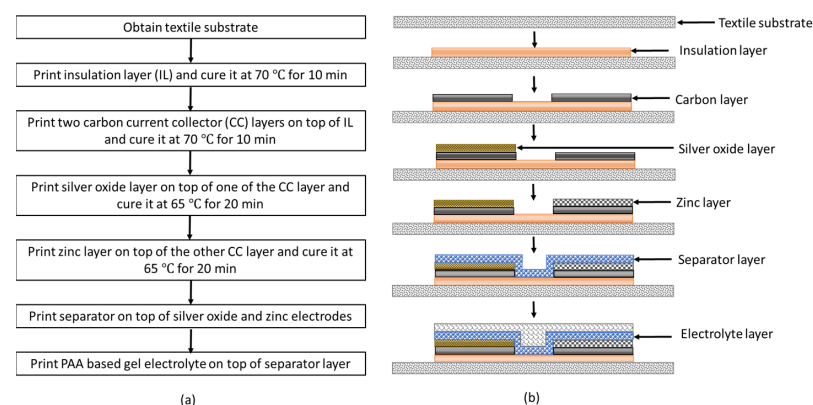 Obtain textile substrate
Print insulation layer (IL) and cure it at 70 ℃ for 10 min
Print two carbon current collector (CC) layers on top of IL
and cure it at 70 ℃ for 10 min
Print silver oxide layer on top of one of the CC layer and
cure it at 65 ℃ for 20 min
Print zinc layer on top of the other CC layer and cure it at
65 ℃ for 20 min
Print separator on top of silver oxide and zinc electrodes
Print PAA based gel electrolyte on top of separator layer
(a)
Textile substrate
Insulation layer
Carbon layer
Silver oxide layer
Zinc layer
Separator layer
Electrolyte layer
(b)